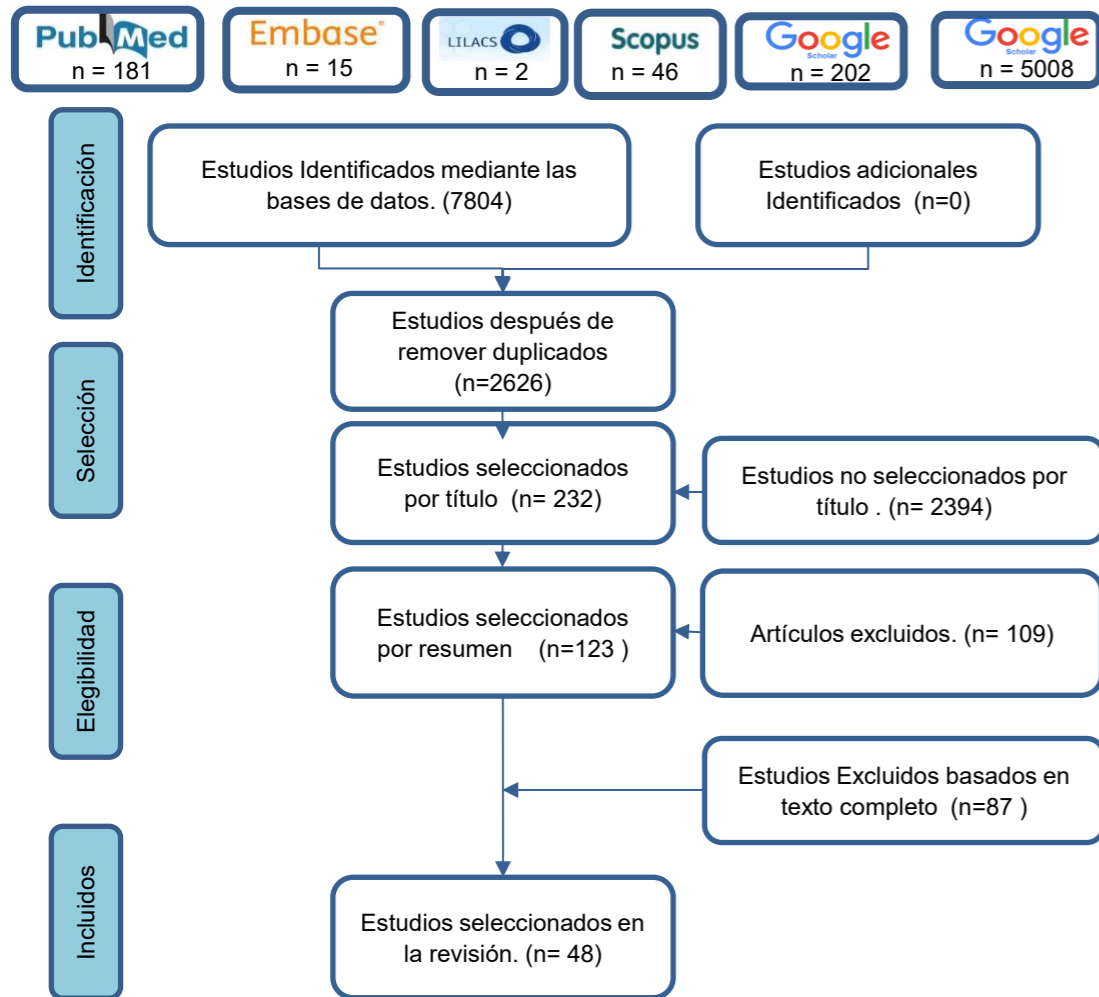 PubMed
n = 181
Embase®
n = 15
LILACS
n = 2
Scopus
n = 46
Google
Scholar
n = 202
Google
Scholar
n = 5008
Identificación
Estudios Identificados mediante las
bases de datos. (7804)
Estudios adicionales
Identificados (n=0)
Estudios después de
remover duplicados
(n=2626)
Selección
Estudios seleccionados
por título (n= 232)
Estudios no seleccionados por
título . (n= 2394)
Elegibilidad
Estudios seleccionados
por resumen (n=123 )
Artículos excluidos. (n= 109)
Estudios Excluidos basados en
texto completo (n=87 )
Incluidos
Estudios seleccionados en
la revisión. (n= 48)